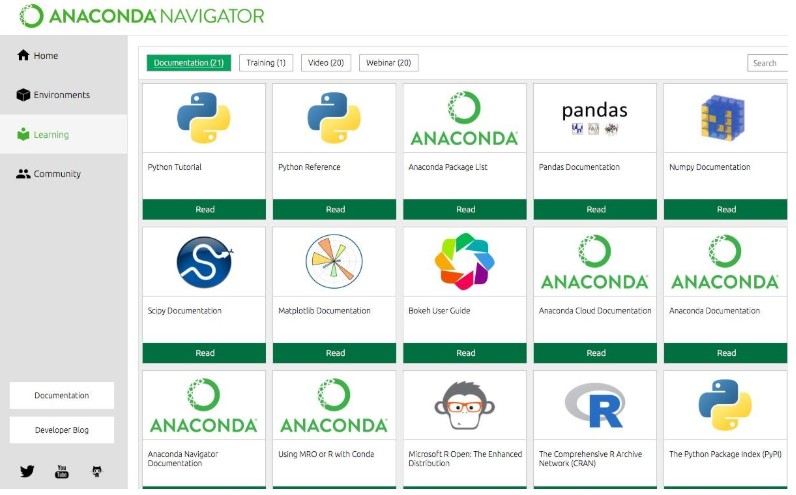 ANACONDA NAVIGATOR
Home
Environments
Learning
Community
Documentation
Developer Blog
You
Tube
Documentation (21)
Training (1)
Video (20)
Webinar (20)
Search
Python Tutorial
Read
Python Reference
Read
ANACONDA
Anaconda Package List
Read
pandas
Pandas Documentation
Read
Numpy Documentation
Read
Scipy Documentation
Read
Matplotlib Documentation
Read
Bokeh User Guide
Read
ANACONDA
Anaconda Cloud Documentation
Read
ANACONDA
Anaconda Documentation
Read
ANACONDA
Anaconda Navigator
Documentation
ANACONDA
Using MRO or R with Conda
Microsoft R Open: The Enhanced
Distribution
R
The Comprehensive R Archive
Network (CRAN)
The Python Package Index (PyPI)